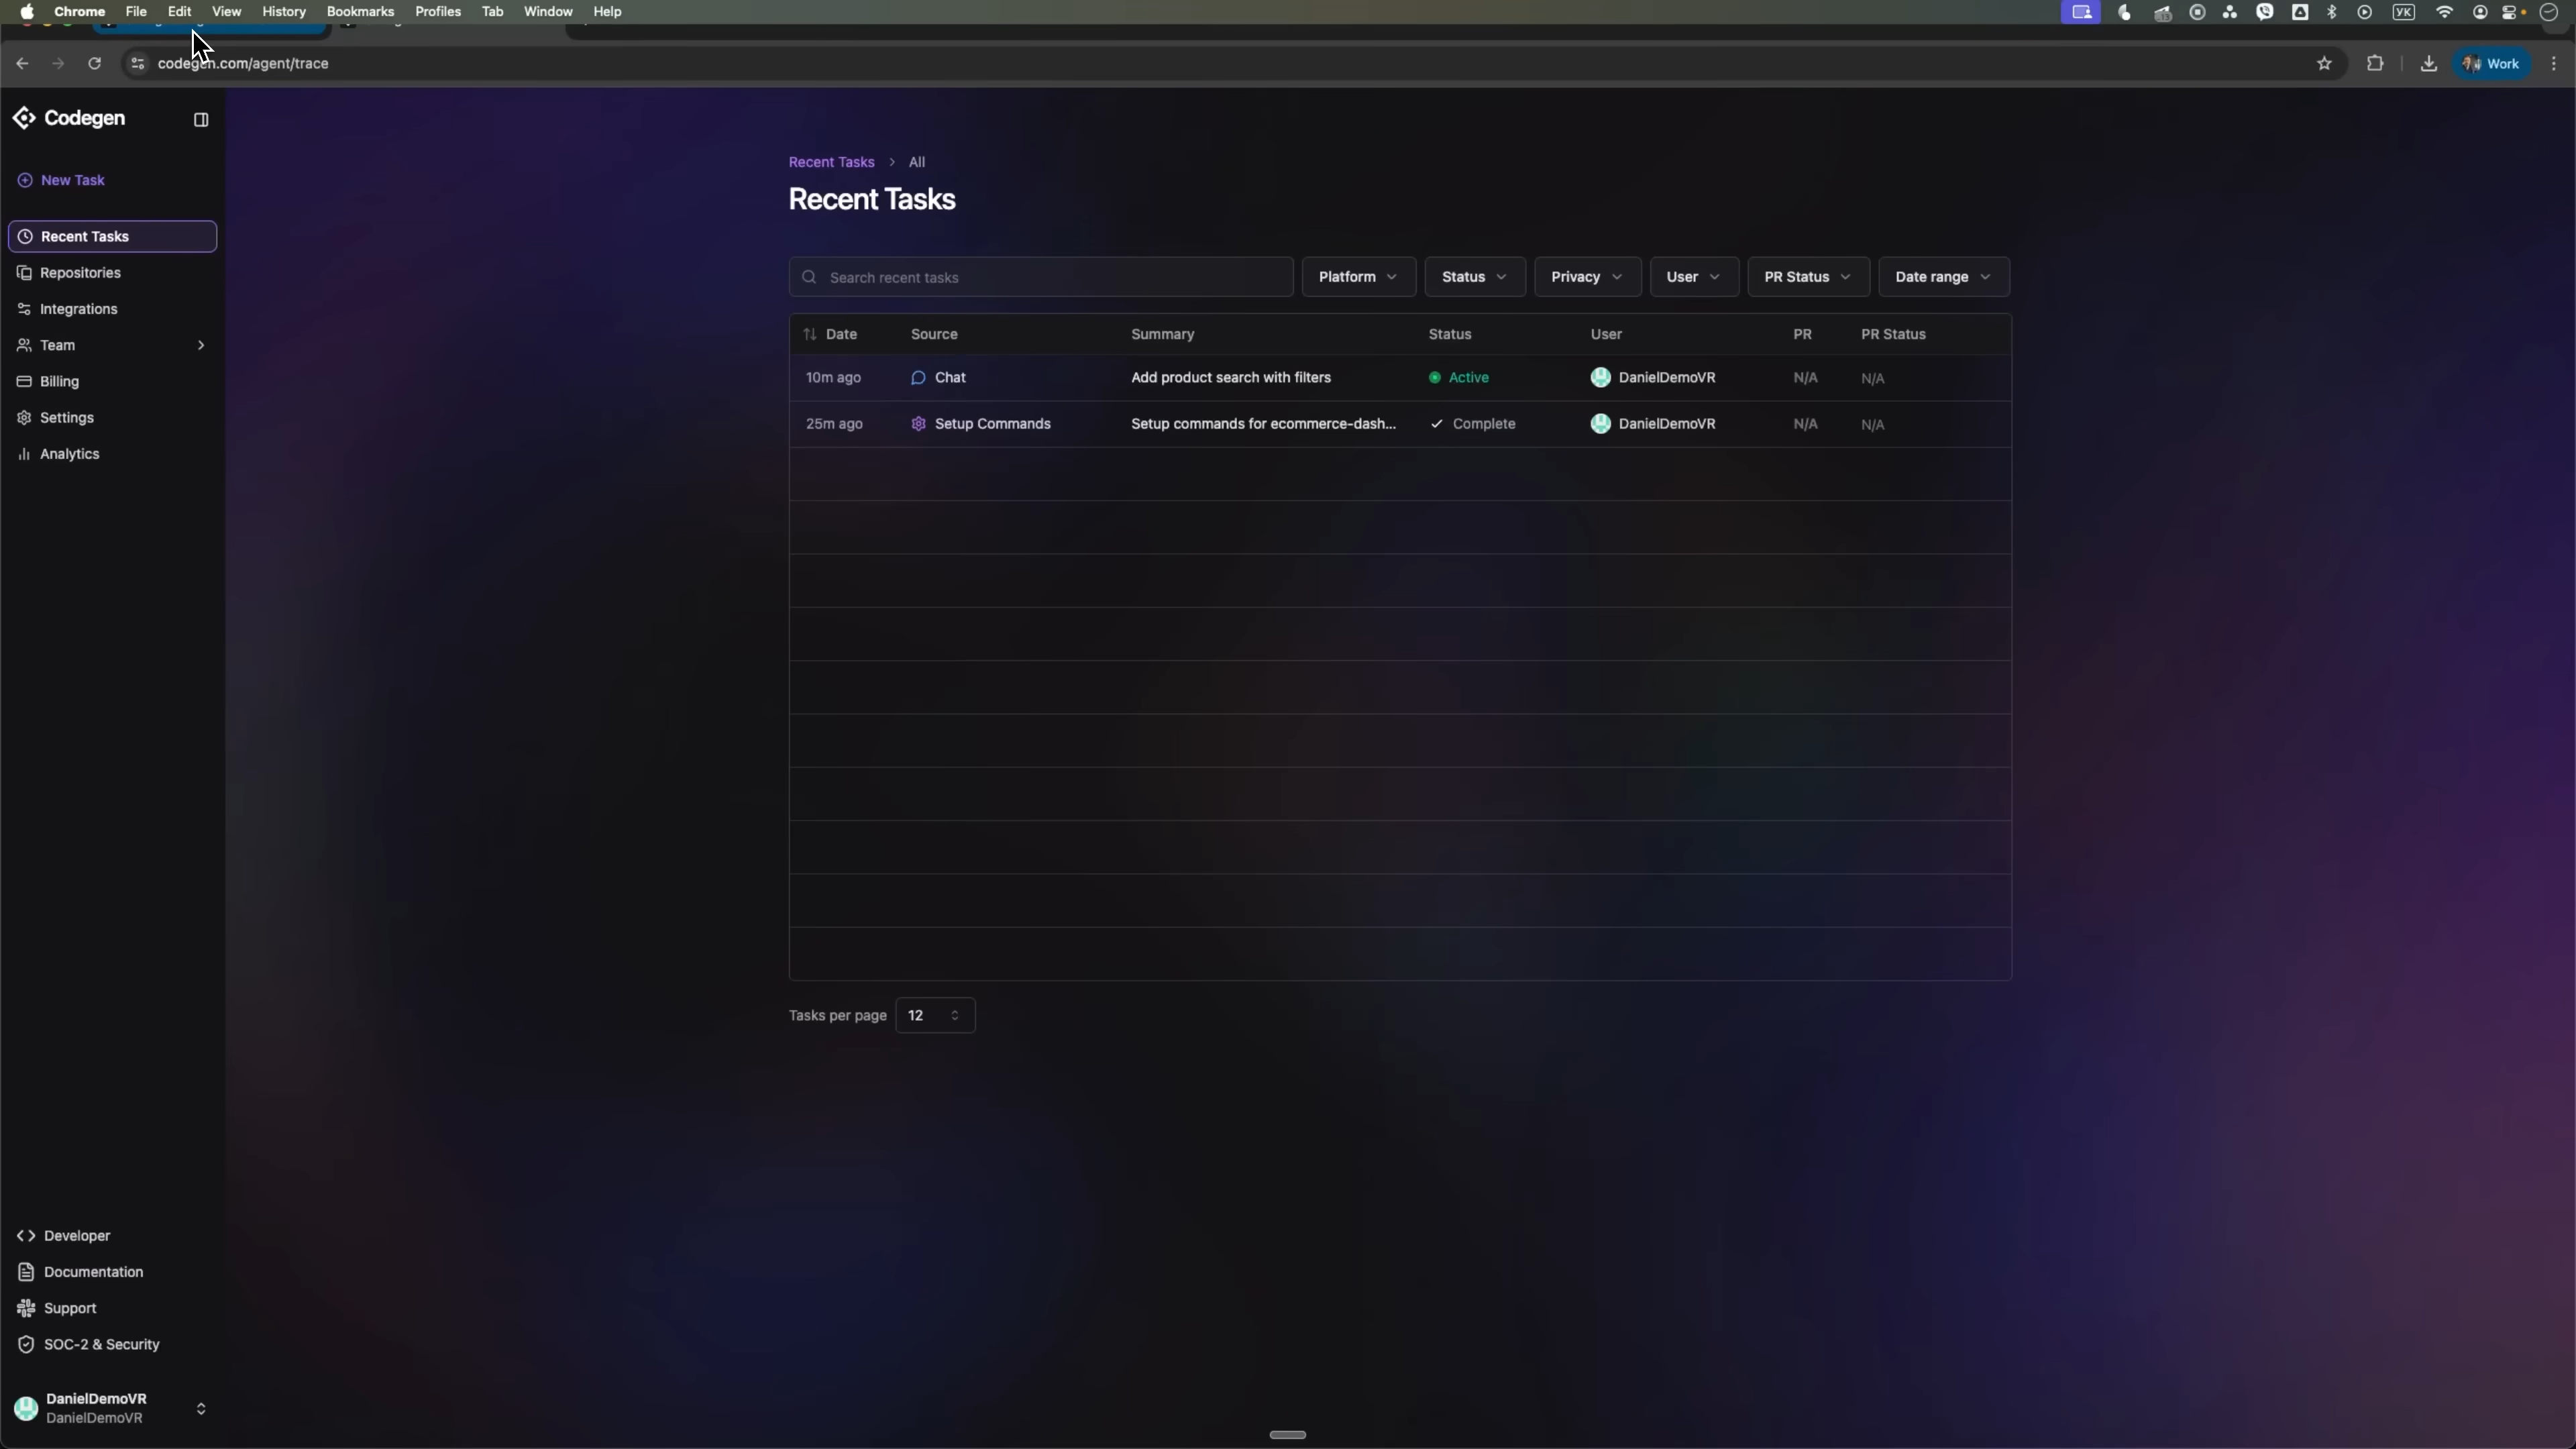 Chrome File Edit View History Bookmarks Profiles Tab Window Help УК
codegen.com/agent/trace Work
Codegen
New Task
Recent Tasks
Repositories
Integrations
Team
Billing
Settings
Analytics
Developer
Documentation
Support
SOC-2 & Security
DanielDemoVR
DanielDemoVR
Recent Tasks > All
Recent Tasks
Search recent tasks Platform Status Privacy User PR Status Date range
Date Source Summary Status User PR PR Status
10m ago Chat Add product search with filters Active DanielDemoVR N/A N/A
25m ago Setup Commands Setup commands for ecommerce-dash... Complete DanielDemoVR N/A N/A
Tasks per page 12